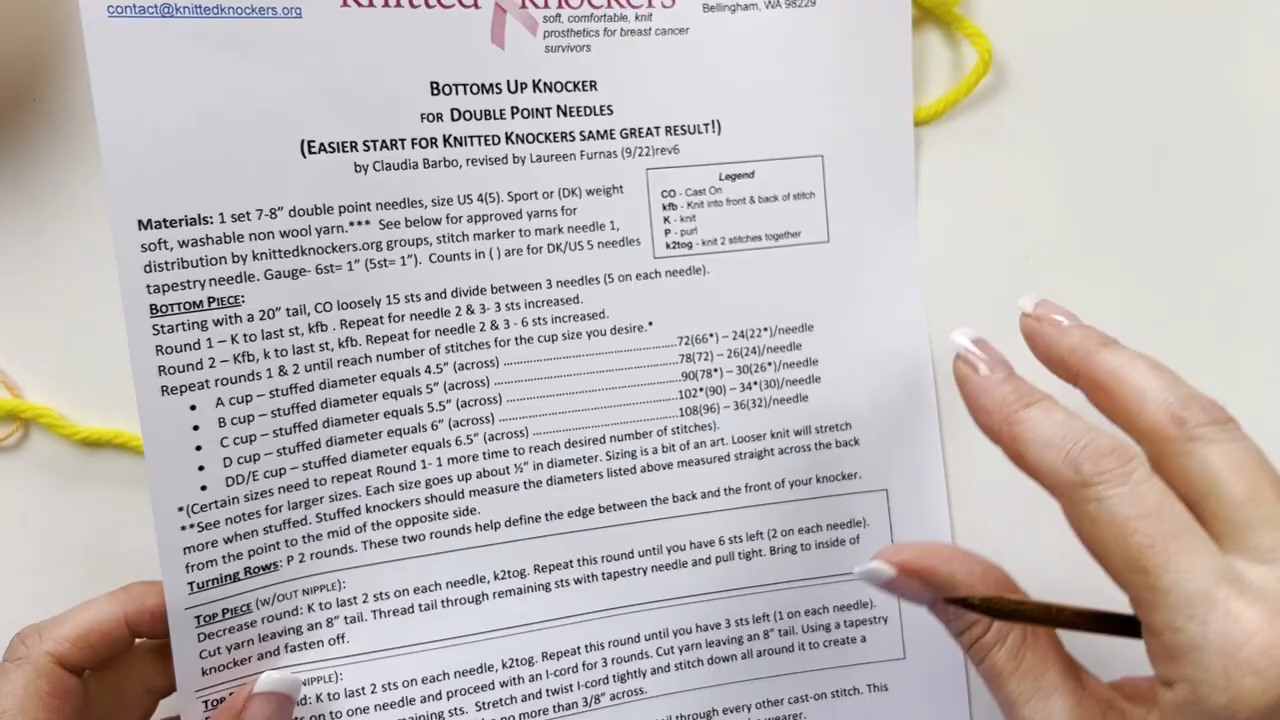 contact@knittedknockers.org
Knitted Knockers
Bellingham, WA 98229
soft, comfortable, knit
prosthetics for breast cancer
survivors
BOTTOMS UP KNOCKER
FOR DOUBLE POINT NEEDLES
(EASIER START FOR KNITTED KNOCKERS SAME GREAT RESULT!)
by Claudia Barbo, revised by Laureen Furnas (9/22)rev6
Materials: 1 set 7-8" double point needles, size US 4(5). Sport or (DK) weight
soft, washable non wool yarn.*** See below for approved yarns for
distribution by knittedknockers.org groups, stitch marker to mark needle 1,
tapestry needle. Gauge- 6st= 1" (5st= 1"). Counts in ( ) are for DK/US 5 needles
Legend
CO - Cast On
kfb - Knit into front & back of stitch
K - knit
P - purl
k2tog - knit 2 stitches together
BOTTOM PIECE:
Starting with a 20" tail, CO loosely 15 sts and divide between 3 needles (5 on each needle).
Round 1 – K to last st, kfb . Repeat for needle 2 & 3- 3 sts increased.
Round 2 – Kfb, k to last st, kfb. Repeat for needle 2 & 3 - 6 sts increased.
Repeat rounds 1 & 2 until reach number of stitches for the cup size you desire.*
• A cup – stuffed diameter equals 4.5" (across) ................................72(66*) – 24(22*)/needle
• B cup – stuffed diameter equals 5" (across) ...................................78(72) – 26(24)/needle
• C cup – stuffed diameter equals 5.5" (across) ................................90(78*) – 30(26*)/needle
• D cup – stuffed diameter equals 6" (across) ...................................102*(90) – 34*(30)/needle
• DD/E cup – stuffed diameter equals 6.5" (across) ............................108(96) – 36(32)/needle
*(Certain sizes need to repeat Round 1- 1 more time to reach desired number of stitches).
**See notes for larger sizes. Each size goes up about ½" in diameter. Sizing is a bit of an art. Looser knit will stretch
more when stuffed. Stuffed knockers should measure the diameters listed above measured straight across the back
from the point to the mid of the opposite side.
Turning Rows: P 2 rounds. These two rounds help define the edge between the back and the front of your knocker.
TOP PIECE (W/OUT NIPPLE):
Decrease round: K to last 2 sts on each needle, k2tog. Repeat this round until you have 6 sts left (2 on each needle).
Cut yarn leaving an 8" tail. Thread tail through remaining sts with tapestry needle and pull tight. Bring to inside of
knocker and fasten off.
NIPPLE):
K to last 2 sts on each needle, k2tog. Repeat this round until you have 3 sts left (1 on each needle).
on to one needle and proceed with an I-cord for 3 rounds. Cut yarn leaving an 8" tail. Using a tapestry
sts. Stretch and twist I-cord tightly and stitch down all around it to create a
no more than 3/8" across.
through every other cast-on stitch. This
wearer.